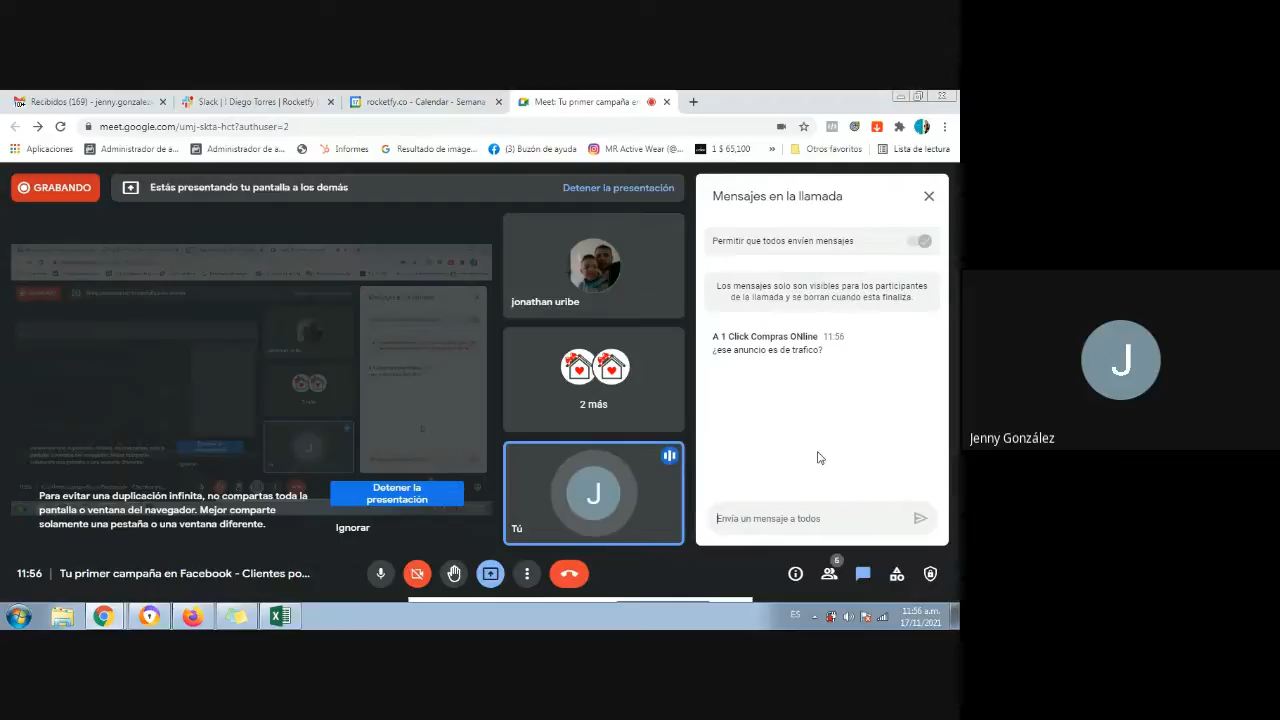 Recibidos (169) - jenny.gonzalez
Slack | Diego Torres | Rocketfy
rocketfy.co - Calendar - Semana
Meet: Tu primer campaña en
meet.google.com/umj-skta-hct?authuser=2
Aplicaciones
Administrador de a...
Administrador de a...
Informes
Resultado de image...
(3) Buzón de ayuda
MR Active Wear (@...
1 $ 65,100
»
Otros favoritos
Lista de lectura
GRABANDO
Estás presentando tu pantalla a los demás
Detener la presentación
jonathan uribe
2 más
J
Tú
Para evitar una duplicación infinita, no compartas toda la
pantalla o ventana del navegador. Mejor comparte
solamente una pestaña o una ventana diferente.
Detener la
presentación
Ignorar
Mensajes en la llamada
Permitir que todos envíen mensajes
Los mensajes solo son visibles para los participantes
de la llamada y se borran cuando esta finaliza.
A 1 Click Compras ONline 11:56
¿ese anuncio es de trafico?
Envía un mensaje a todos
11:56
Tu primer campaña en Facebook - Clientes po...
5
ES
11:56 a.m.
17/11/2021
J
Jenny González